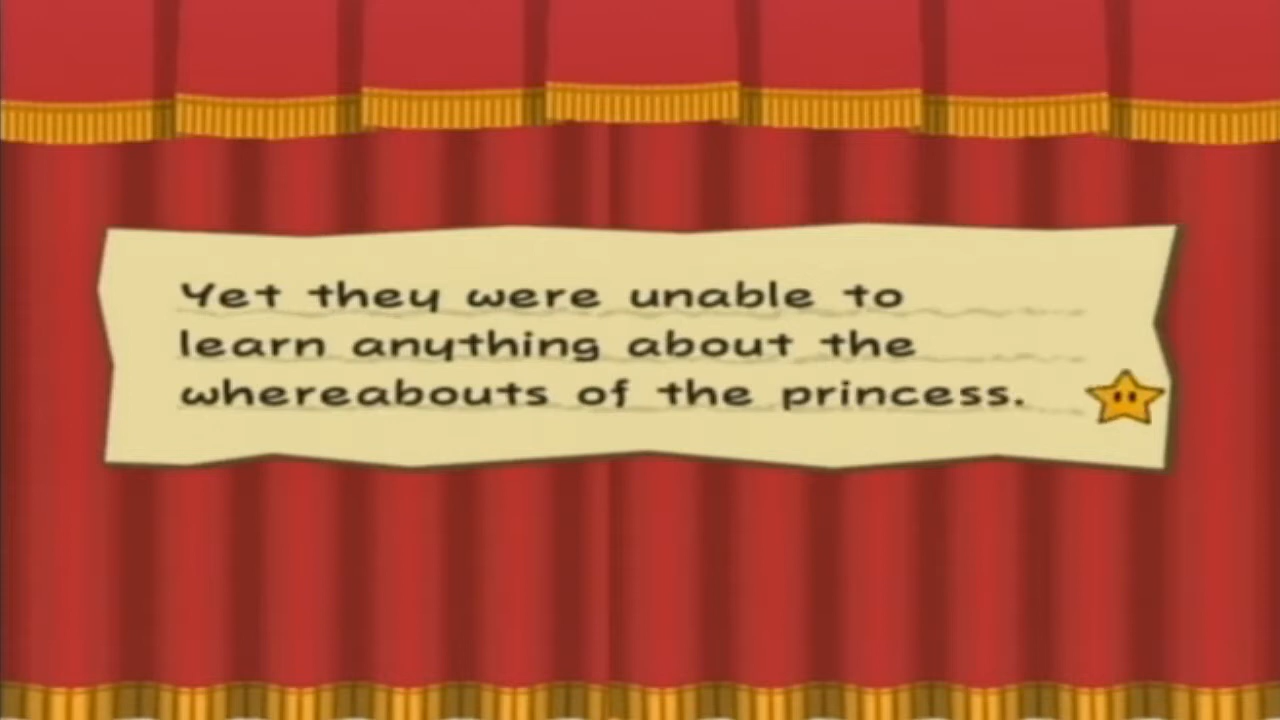 Yet they were unable to
learn anything about the
whereabouts of the princess.